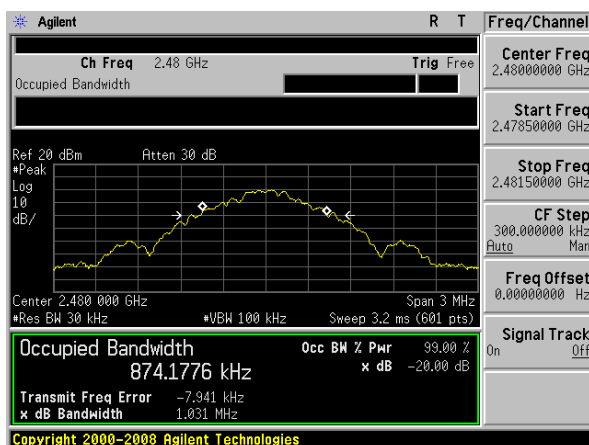 Agilent R T Freq/Channel
Ch Freq 2.48 GHz Trig Free
Occupied Bandwidth
Center Freq
2.48000000 GHz
Start Freq
2.47850000 GHz
Stop Freq
2.48150000 GHz
CF Step
300.000000 kHz
Auto Man
Freq Offset
0.00000000 Hz
Signal Track
On Off
Ref 20 dBm Atten 30 dB
#Peak
Log
10
dB/
Center 2.480 000 GHz Span 3 MHz
#Res BW 30 kHz #VBW 100 kHz Sweep 3.2 ms (601 pts)
Occupied Bandwidth Occ BW % Pwr 99.00 %
874.1776 kHz x dB -20.00 dB
Transmit Freq Error -7.941 kHz
x dB Bandwidth 1.031 MHz
Copyright 2000-2008 Agilent Technologies